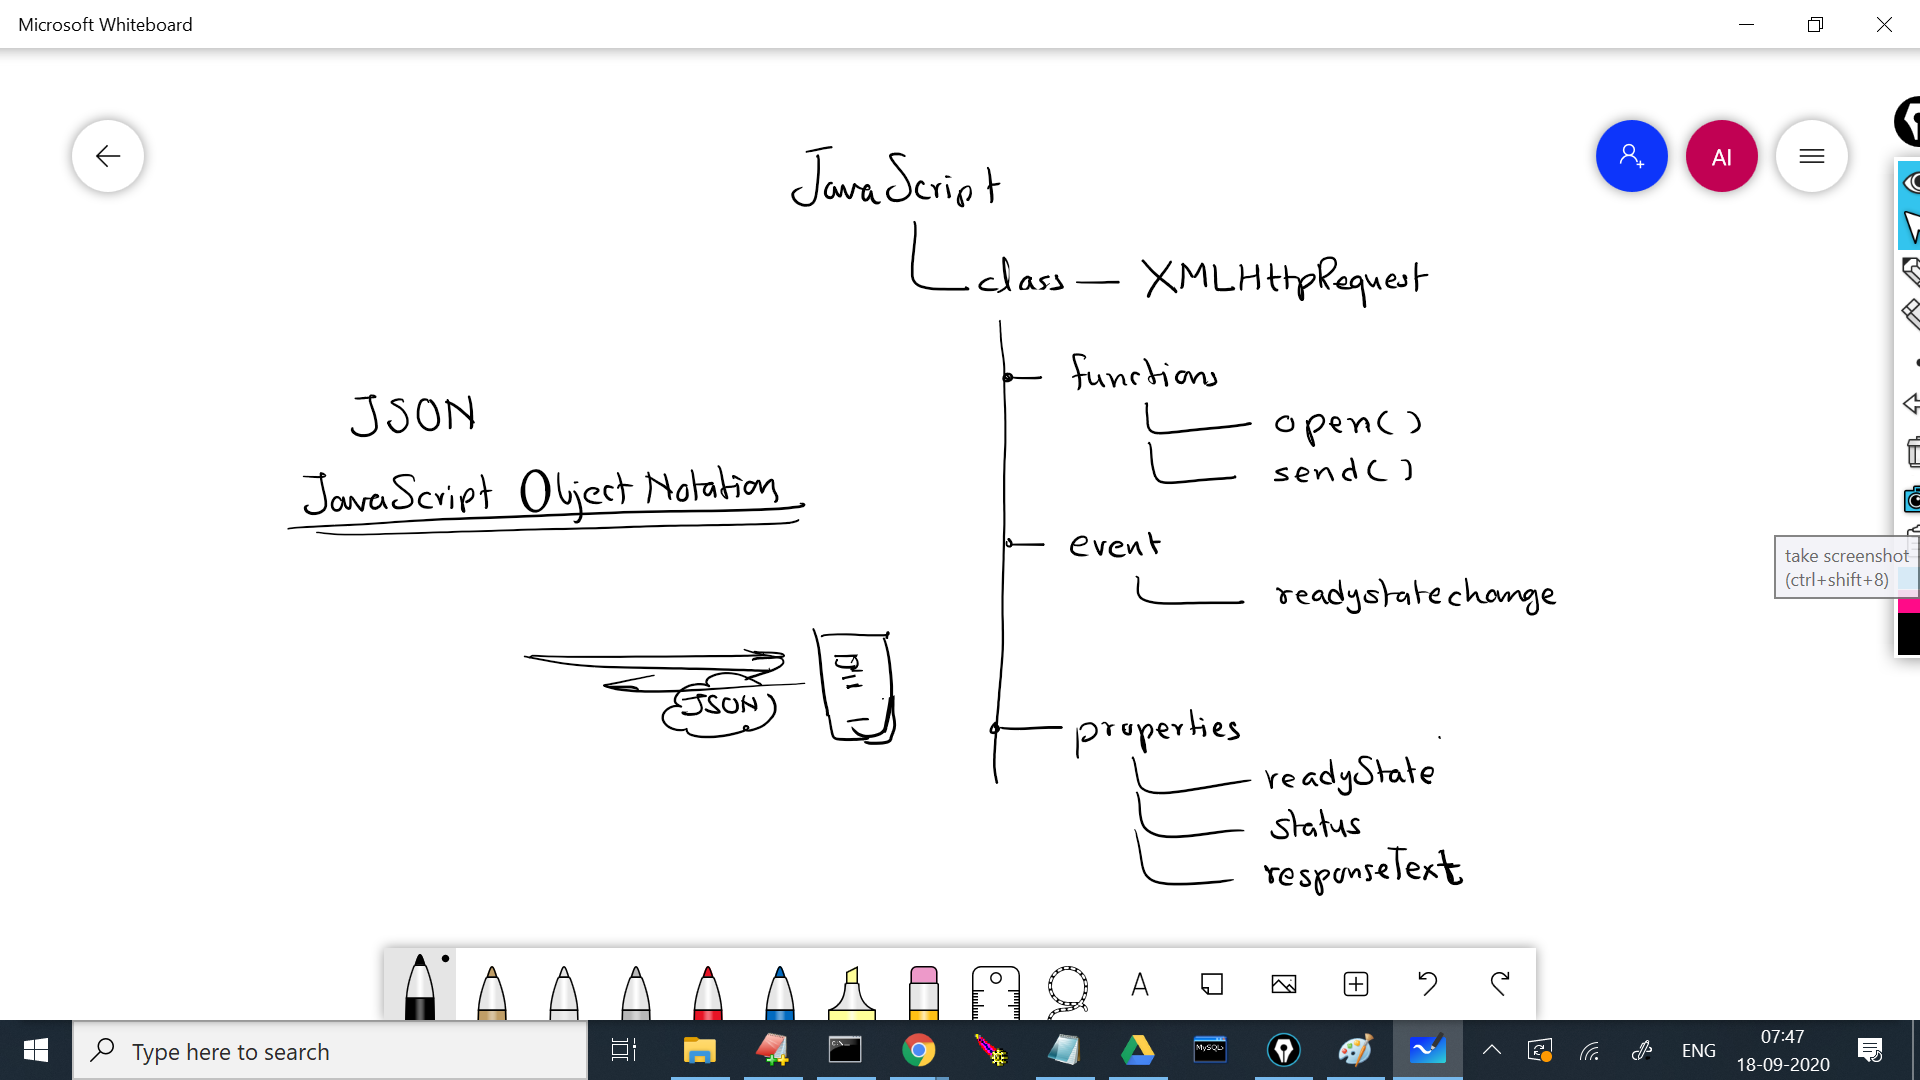 Microsoft Whiteboard
AI
JavaScript
class — XMLHttpRequest
functions
open()
send()
JSON
JavaScript Object Notation
event
readystatechange
take screenshot
(ctrl+shift+8)
JSON
properties
readyState
status
responseText
A
Type here to search
C:\_
MySQL
ENG
07:47
18-09-2020